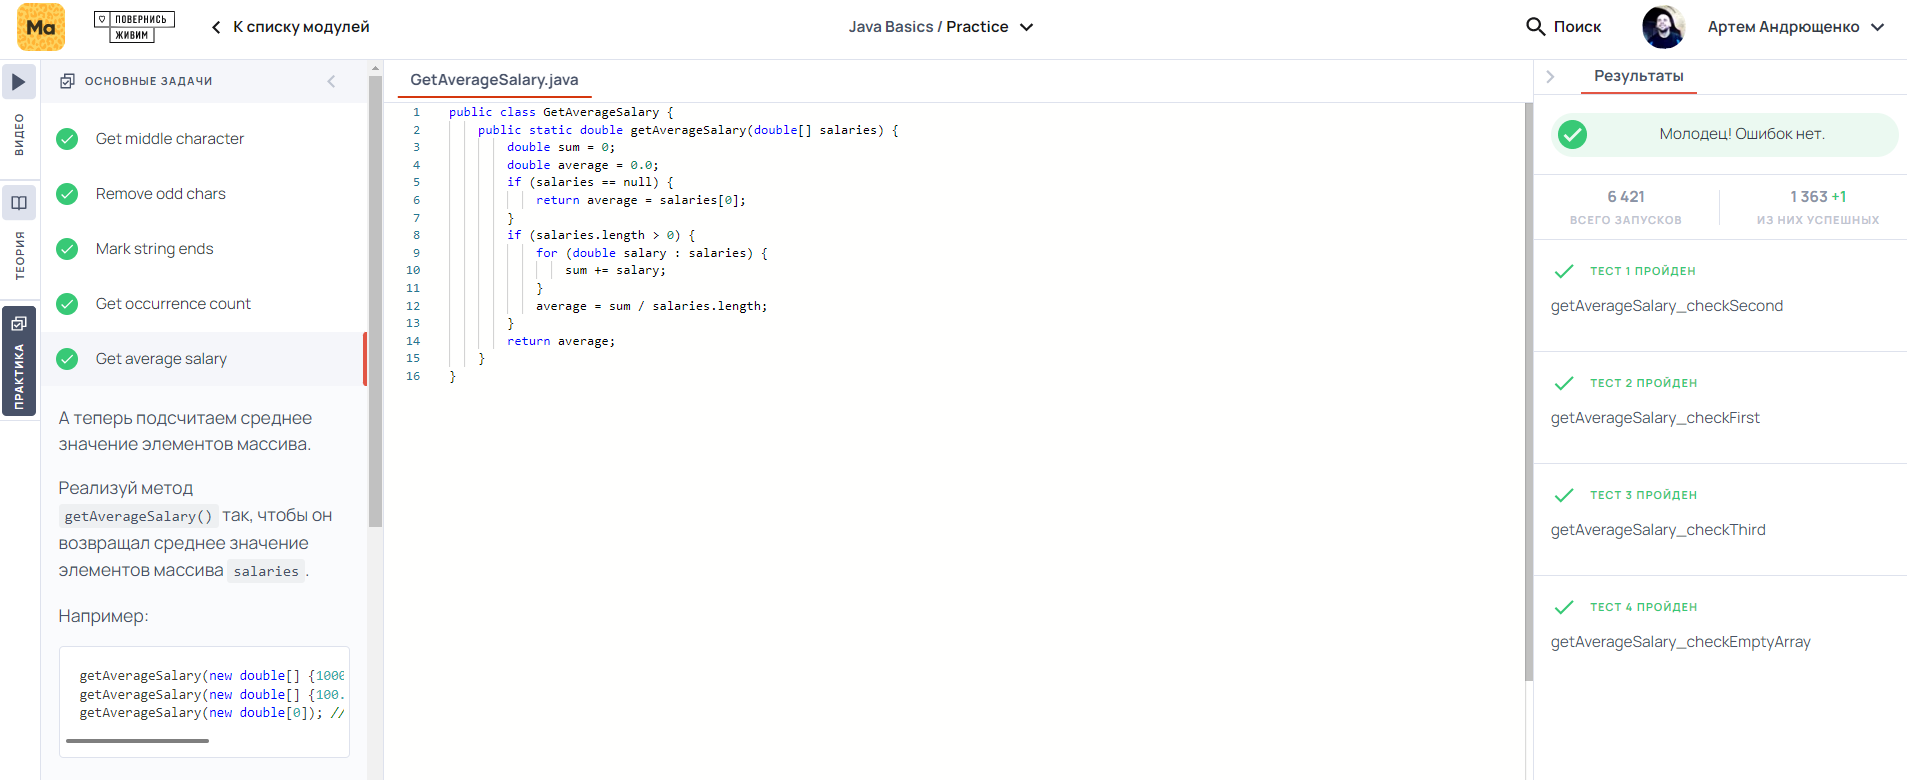 Ma
ПОВЕРНИСЬ
ЖИВИМ
К списку модулей
Java Basics / Practice
Поиск
Артем Андрющенко
ВИДЕО
ТЕОРИЯ
ПРАКТИКА
ОСНОВНЫЕ ЗАДАЧИ
Get middle character
Remove odd chars
Mark string ends
Get occurrence count
Get average salary
А теперь подсчитаем среднее
значение элементов массива.
Реализуй метод
getAverageSalary() так, чтобы он
возвращал среднее значение
элементов массива salaries .
Например:
getAverageSalary(new double[] {1000
getAverageSalary(new double[] {100.
getAverageSalary(new double[0]); //
GetAverageSalary.java
1 public class GetAverageSalary {
2 public static double getAverageSalary(double[] salaries) {
3 double sum = 0;
4 double average = 0.0;
5 if (salaries == null) {
6 return average = salaries[0];
7 }
8 if (salaries.length > 0) {
9 for (double salary : salaries) {
10 sum += salary;
11 }
12 average = sum / salaries.length;
13 }
14 return average;
15 }
16 }
Результаты
Молодец! Ошибок нет.
6 421
ВСЕГО ЗАПУСКОВ
1 363 +1
ИЗ НИХ УСПЕШНЫХ
ТЕСТ 1 ПРОЙДЕН
getAverageSalary_checkSecond
ТЕСТ 2 ПРОЙДЕН
getAverageSalary_checkFirst
ТЕСТ 3 ПРОЙДЕН
getAverageSalary_checkThird
ТЕСТ 4 ПРОЙДЕН
getAverageSalary_checkEmptyArray